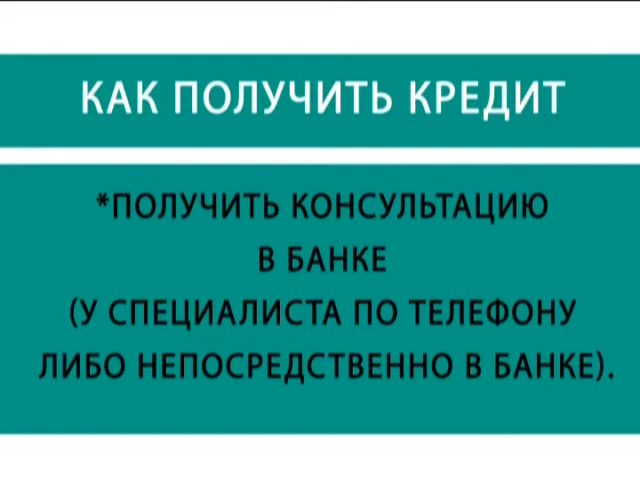 КАК ПОЛУЧИТЬ КРЕДИТ
*ПОЛУЧИТЬ КОНСУЛЬТАЦИЮ
В БАНКЕ
(У СПЕЦИАЛИСТА ПО ТЕЛЕФОНУ
ЛИБО НЕПОСРЕДСТВЕННО В БАНКЕ).